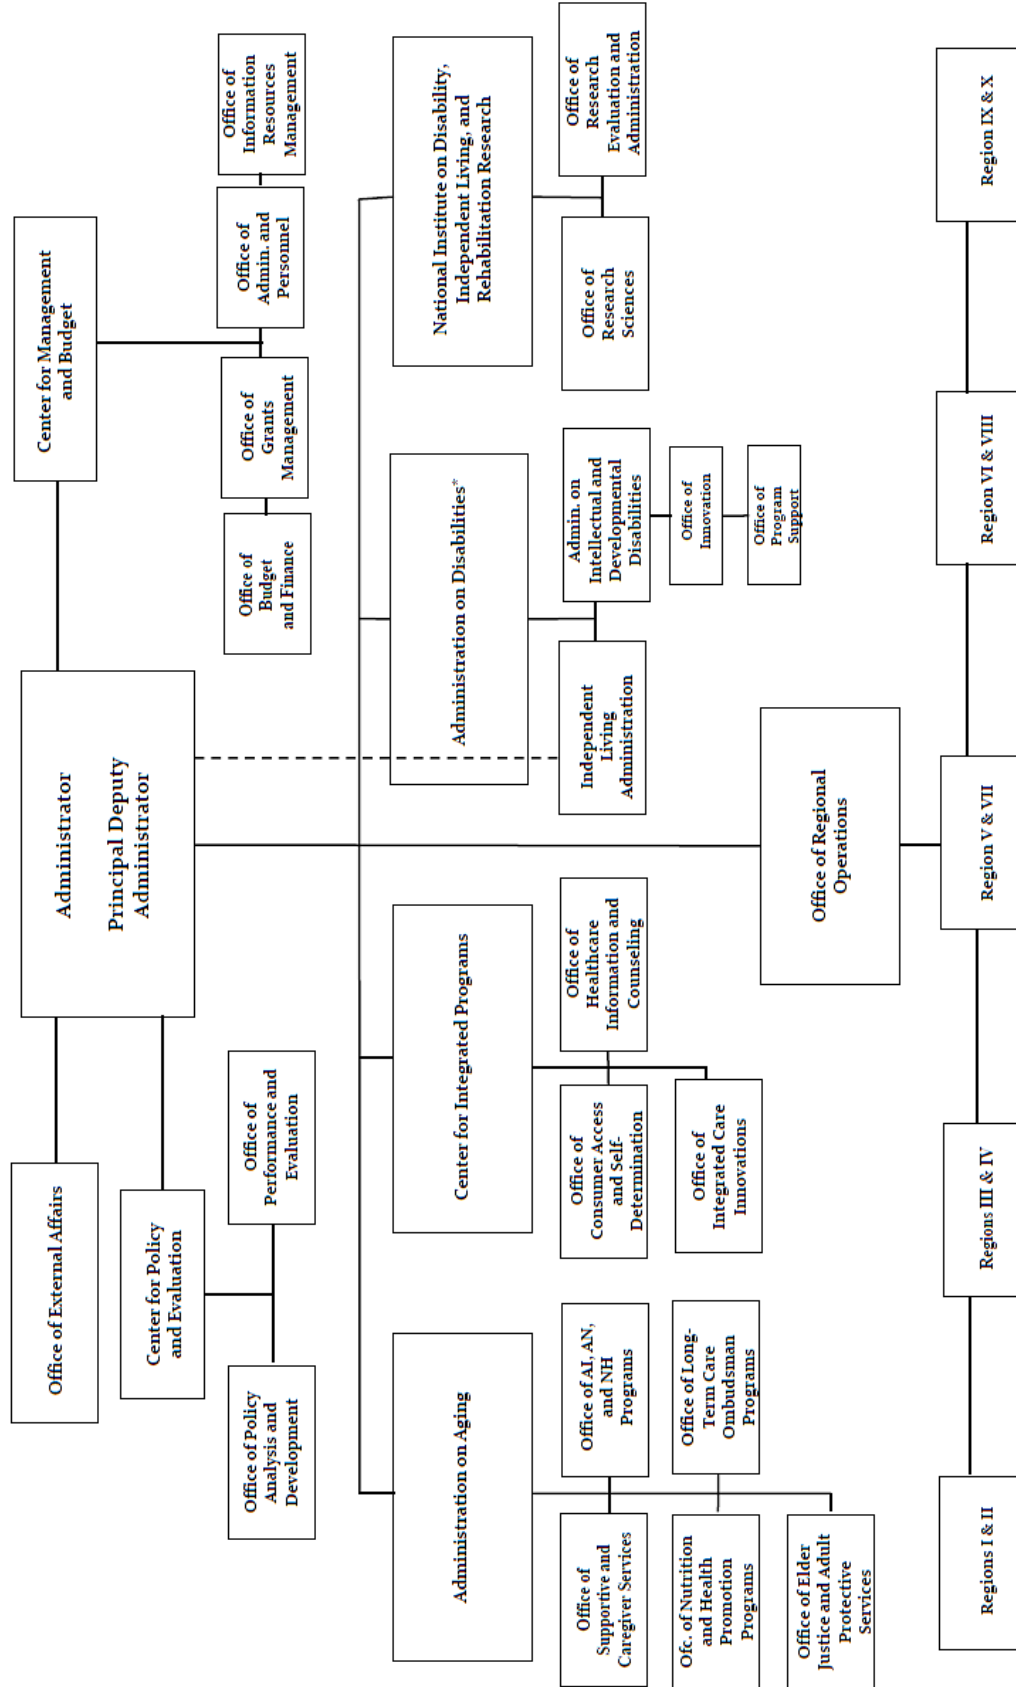 Office of External Affairs
Administrator
Principal Deputy
Administrator
Center for Management
and Budget
Center for Policy
and Evaluation
Office of Policy
Analysis and
Development
Office of
Performance and
Evaluation
Office of
Budget
and Finance
Office of
Grants
Management
Office of
Admin. and
Personnel
Office of
Information
Resources
Management
Administration on Aging
Center for Integrated Programs
Administration on Disabilities*
National Institute on Disability,
Independent Living, and
Rehabilitation Research
Office of
Supportive and
Caregiver Services
Office of AI, AN,
and NH
Programs
Ofc. of Nutrition
and Health
Promotion
Programs
Office of Long-
Term Care
Ombudsman
Programs
Office of Elder
Justice and Adult
Protective
Services
Office of
Consumer Access
and Self-
Determination
Office of
Healthcare
Information and
Counseling
Office of
Integrated Care
Innovations
Independent
Living
Administration
Admin. on
Intellectual and
Developmental
Disabilities
Office of
Innovation
Office of
Program
Support
Office of
Research
Sciences
Office of
Research
Evaluation and
Administration
Office of Regional
Operations
Regions I & II
Regions III & IV
Region V & VII
Region VI & VIII
Region IX & X